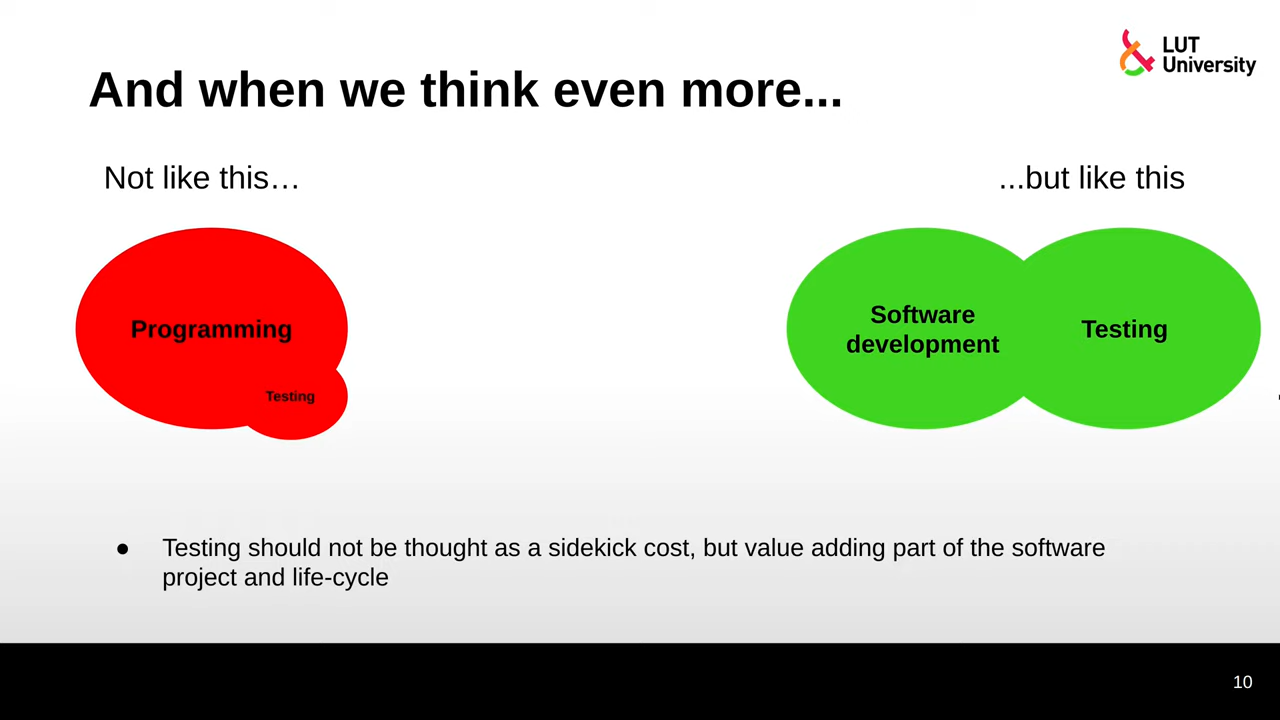 LUT
University
And when we think even more...
Not like this…
...but like this
Programming
Testing
Software
development
Testing
● Testing should not be thought as a sidekick cost, but value adding part of the software
project and life-cycle
10